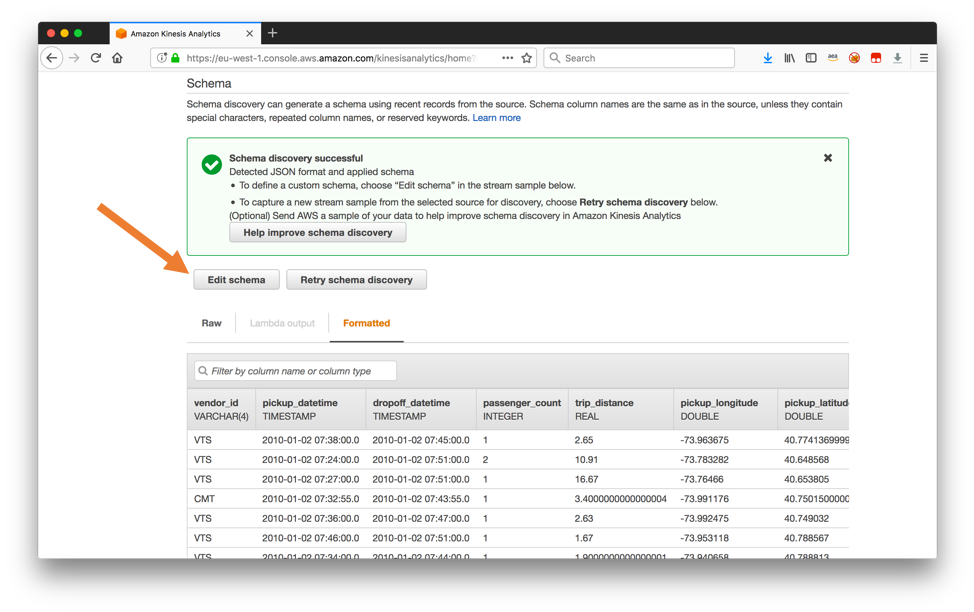 Amazon Kinesis Analytics
https://eu-west-1.console.aws.amazon.com/kinesisanalytics/home?
Search
Schema
Schema discovery can generate a schema using recent records from the source. Schema column names are the same as in the source, unless they contain
special characters, repeated column names, or reserved keywords. Learn more
Schema discovery successful
Detected JSON format and applied schema
• To define a custom schema, choose "Edit schema" in the stream sample below.
• To capture a new stream sample from the selected source for discovery, choose Retry schema discovery below.
(Optional) Send AWS a sample of your data to help improve schema discovery in Amazon Kinesis Analytics
Help improve schema discovery
Edit schema Retry schema discovery
Raw Lambda output Formatted
Filter by column name or column type
vendor_id pickup_datetime dropoff_datetime passenger_count trip_distance pickup_longitude pickup_latitude
VARCHAR(4) TIMESTAMP TIMESTAMP INTEGER REAL DOUBLE DOUBLE
VTS 2010-01-02 07:38:00.0 2010-01-02 07:45:00.0 1 2.65 -73.963675 40.7741369999
VTS 2010-01-02 07:24:00.0 2010-01-02 07:51:00.0 2 10.91 -73.783282 40.648568
VTS 2010-01-02 07:27:00.0 2010-01-02 07:51:00.0 1 16.67 -73.76466 40.653805
CMT 2010-01-02 07:32:55.0 2010-01-02 07:43:55.0 1 3.4000000000000004 -73.991176 40.7501500000
VTS 2010-01-02 07:36:00.0 2010-01-02 07:47:00.0 1 2.63 -73.992475 40.749032
VTS 2010-01-02 07:46:00.0 2010-01-02 07:51:00.0 1 1.67 -73.953118 40.788567
VTS 2010-01-02 07:34:00.0 2010-01-02 07:44:00.0 1 1.9000000000000001 -73.940658 40.788813